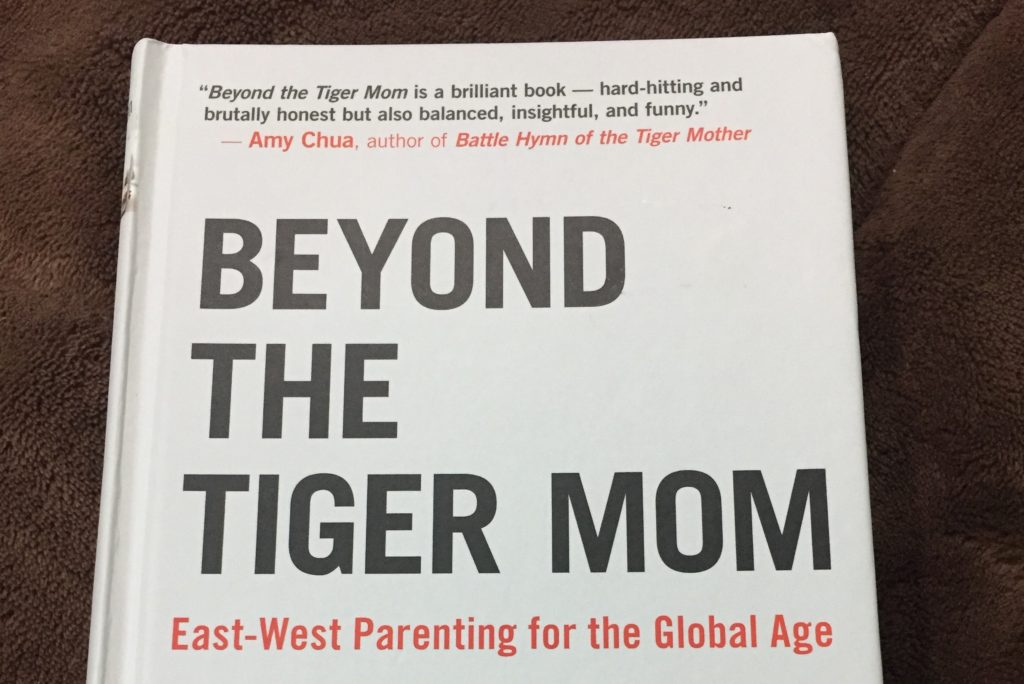 “Beyond the Tiger Mom is a brilliant book — hard-hitting and
brutally honest but also balanced, insightful, and funny.”
— Amy Chua, author of Battle Hymn of the Tiger Mother
BEYOND
THE
TIGER MOM
East-West Parenting for the Global Age